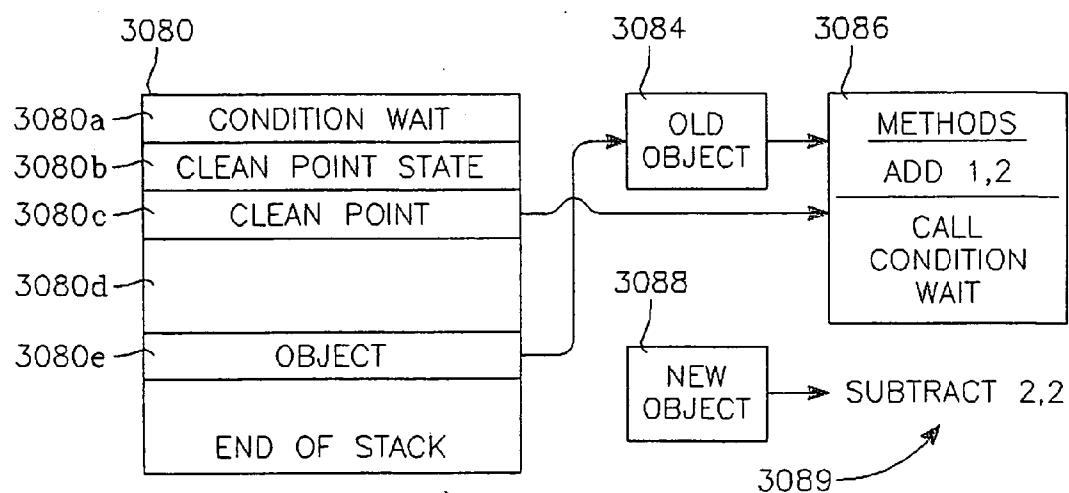 3080
3084
3086
3080a
CONDITION WAIT
3080b
CLEAN POINT STATE
3080c
CLEAN POINT
3080d
3080e
OBJECT
END OF STACK
OLD
OBJECT
METHODS
ADD 1,2
CALL
CONDITION
WAIT
3088
NEW
OBJECT
SUBTRACT 2,2
3089